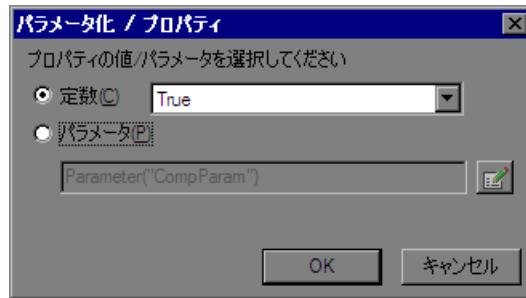 パラメータ化 / プロパティ
プロパティの値/パラメータを選択してください
定数(C) True
パラメータ(P)
Parameter("CompParam")
OK キャンセル